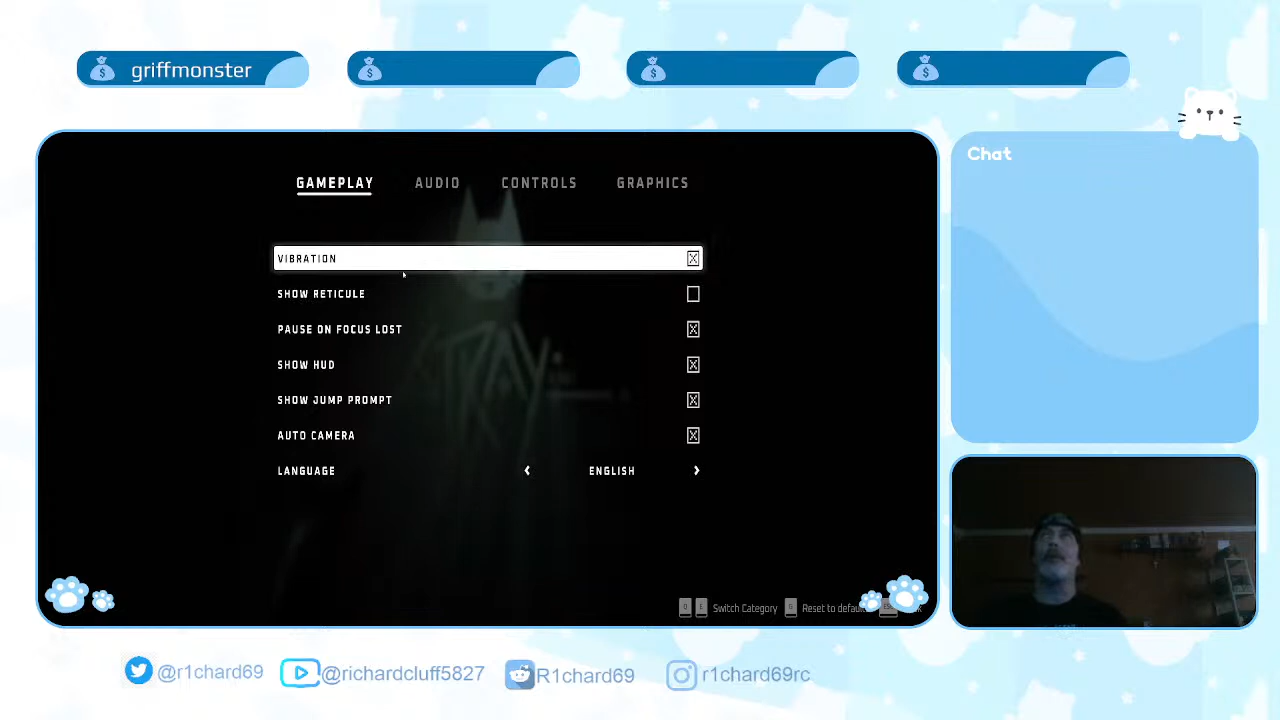 griffmonster
Chat
GAMEPLAY AUDIO CONTROLS GRAPHICS
VIBRATION
SHOW RETICULE
PAUSE ON FOCUS LOST
SHOW HUD
SHOW JUMP PROMPT
AUTO CAMERA
LANGUAGE ENGLISH
STRAY
Q E Switch Category Reset to defau
@r1chard69 @richardcluff5827 R1chard69 r1chard69rc